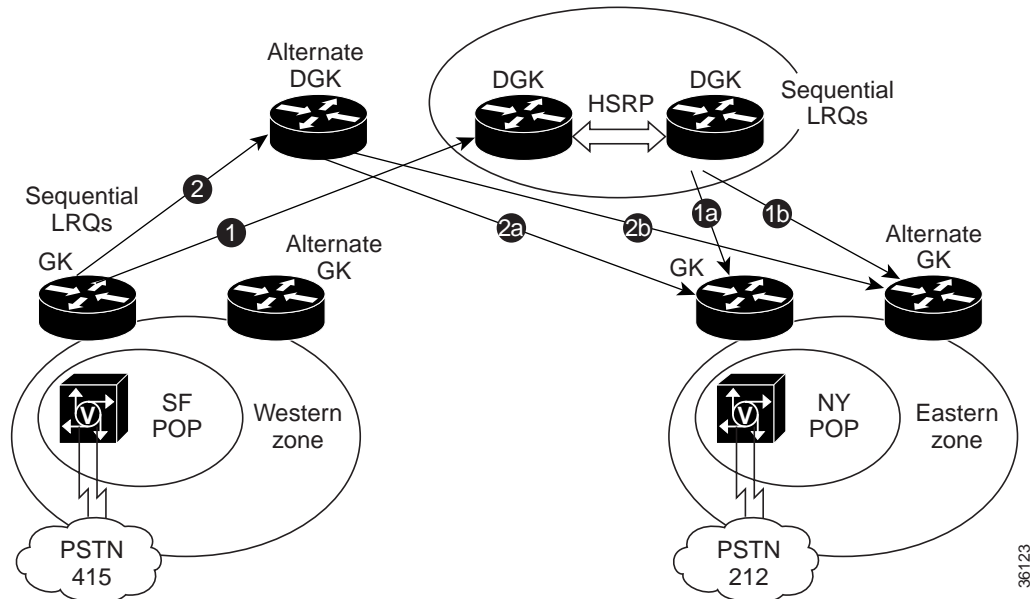 Alternate
DGK
DGK
HSRP
DGK
Sequential
LRQs
Sequential
LRQs
2
1
2a
2b
1a
1b
GK
Alternate
GK
GK
Alternate
GK
V
SF
POP
Western
zone
V
NY
POP
Eastern
zone
PSTN
415
PSTN
212
36123